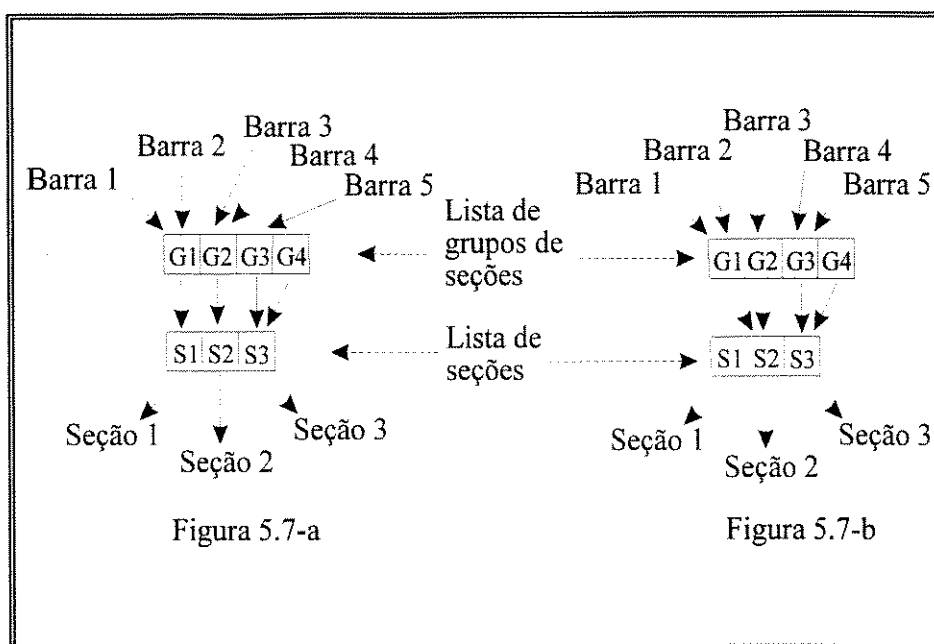 Barra 3
Barra 2
Barra 4
Barra 1
Barra 5
G1 G2 G3 G4
S1 S2 S3
Seção 1
Seção 3
Seção 2
Figura 5.7-a
Lista de
grupos de
seções
Lista de
seções
Barra 3
Barra 2
Barra 4
Barra 1
Barra 5
G1 G2 G3 G4
S1 S2 S3
Seção 1
Seção 3
Seção 2
Figura 5.7-b